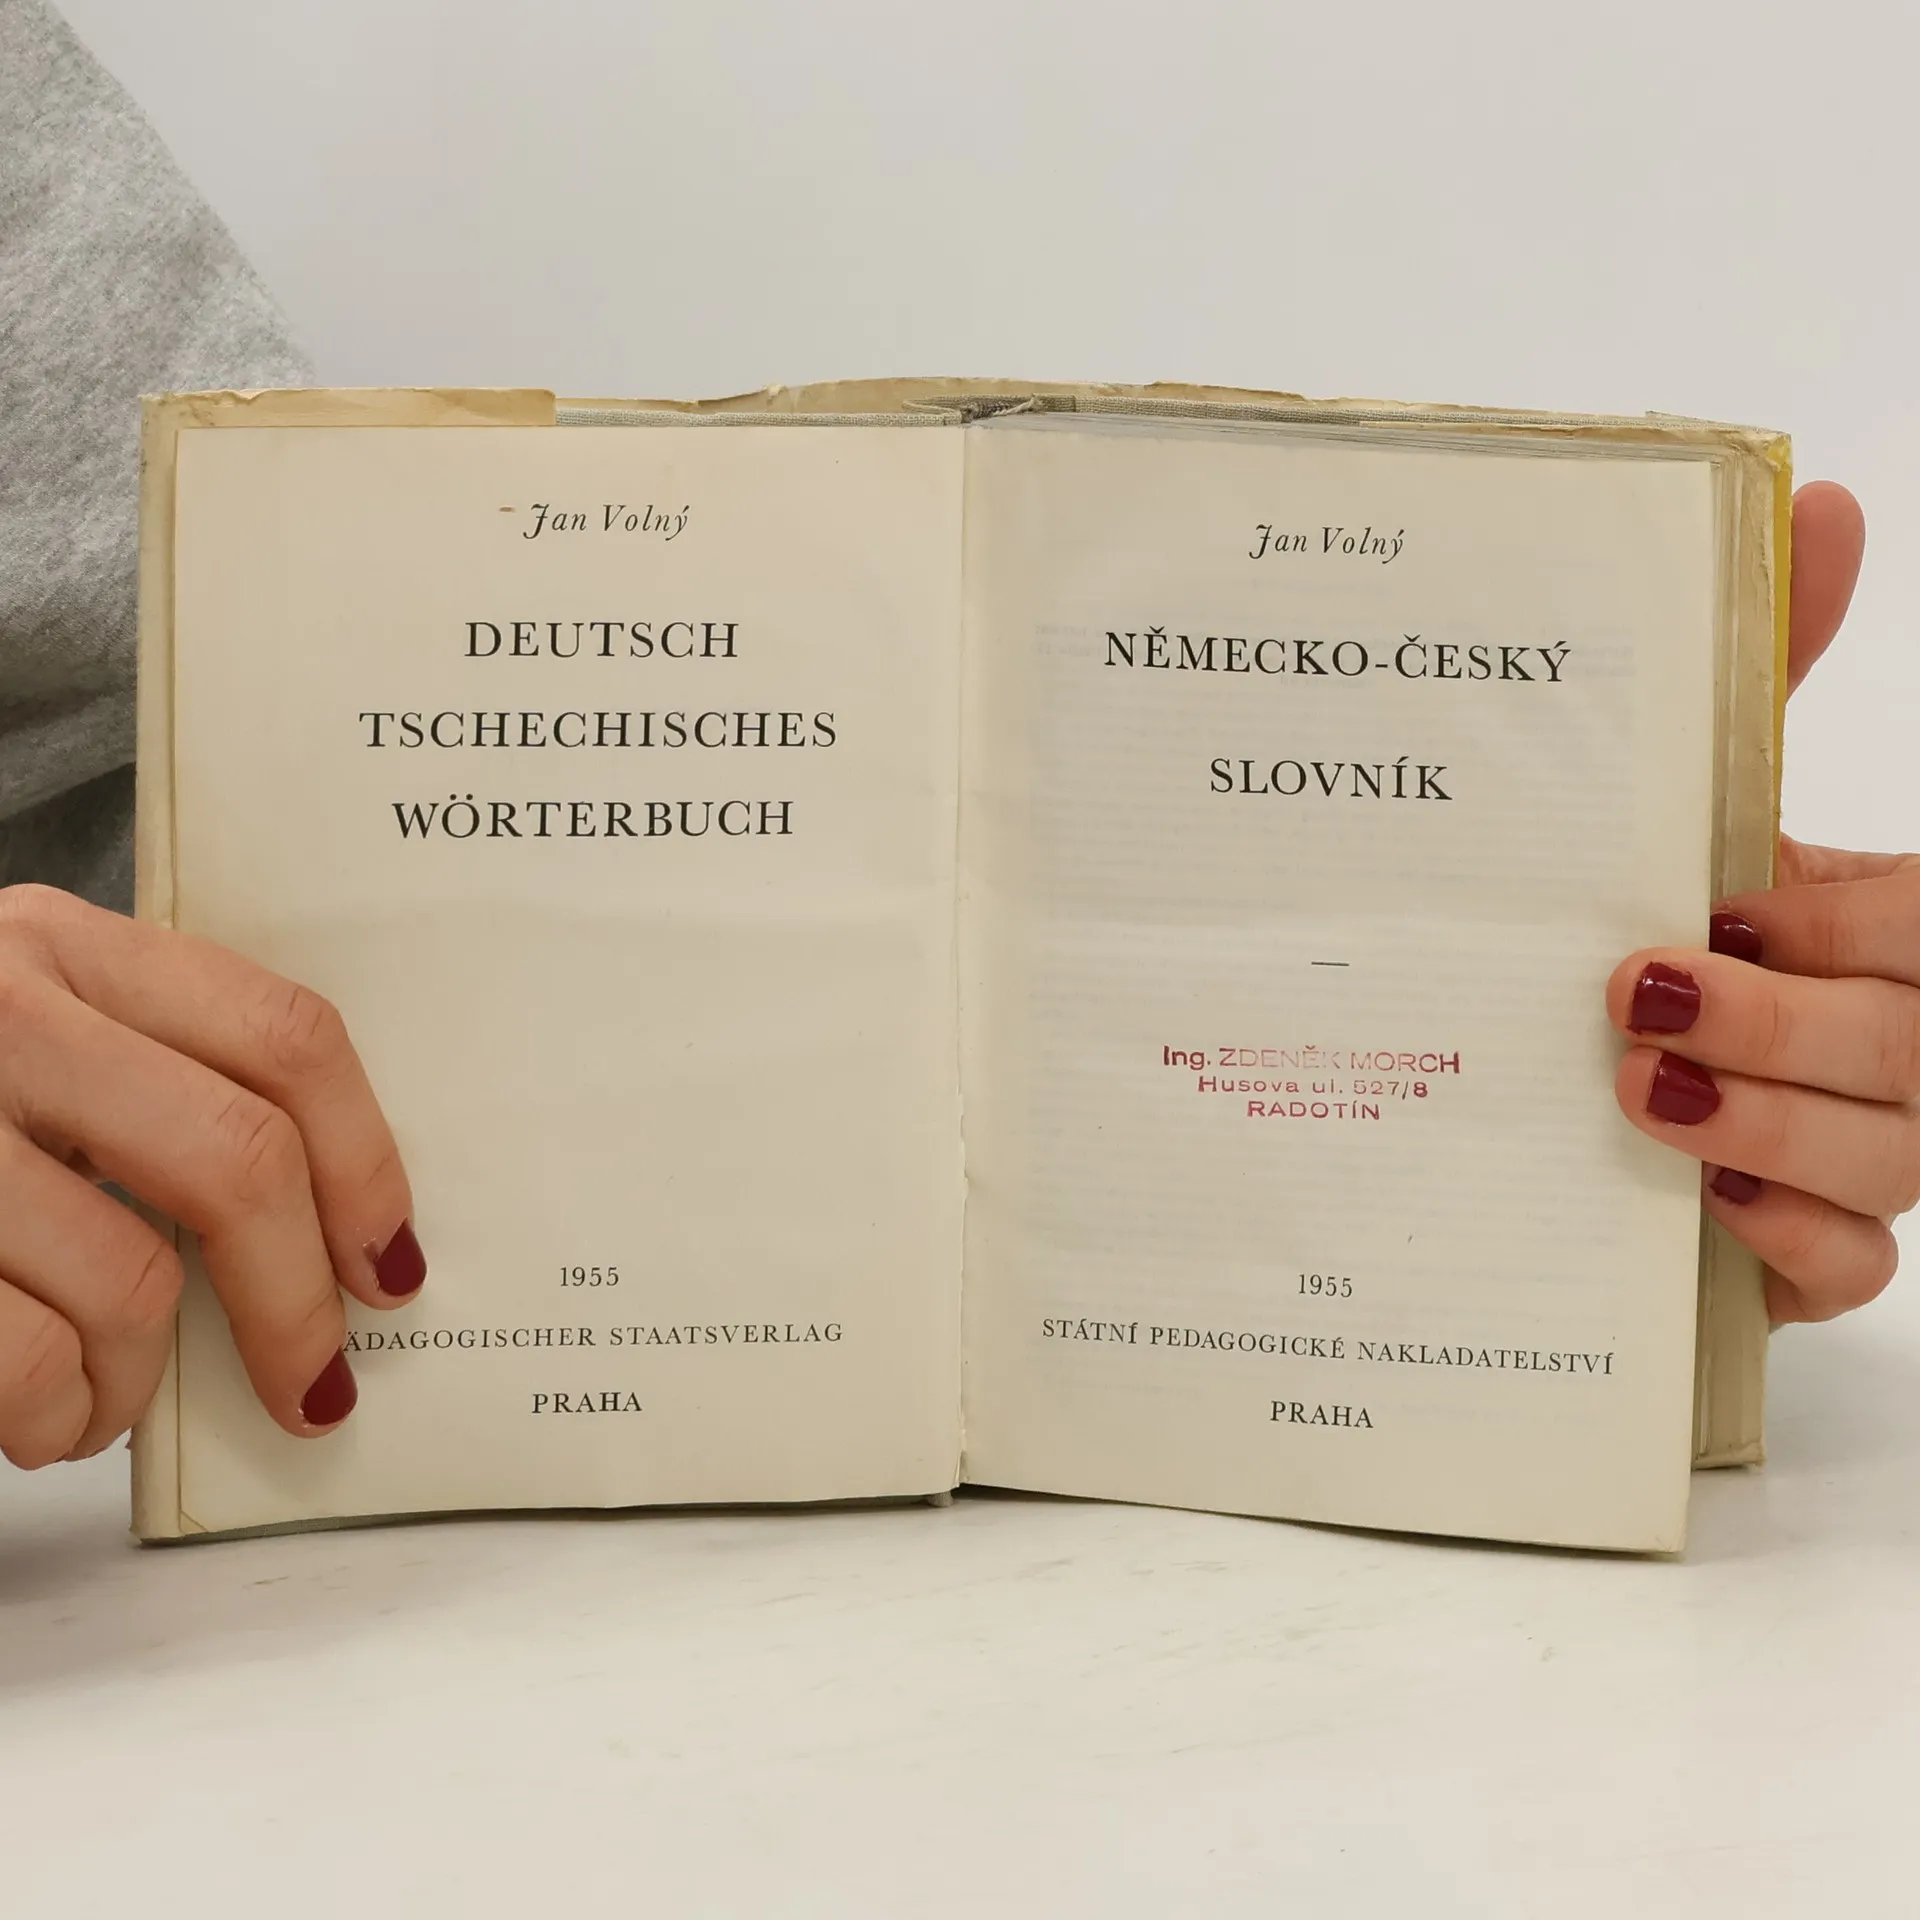 Jan Volný
DEUTSCH
TSCHECHISCHES
WÖRTERBUCH
1955
ÄDAGOGISCHER STAATSVERLAG
PRAHA
Jan Volný
NĚMECKO-ČESKÝ
SLOVNÍK
Ing. ZDENĚK MORCH
Husova ul. 527/8
RADOTÍN
1955
STÁTNÍ PEDAGOGICKÉ NAKLADATELSTVÍ
PRAHA